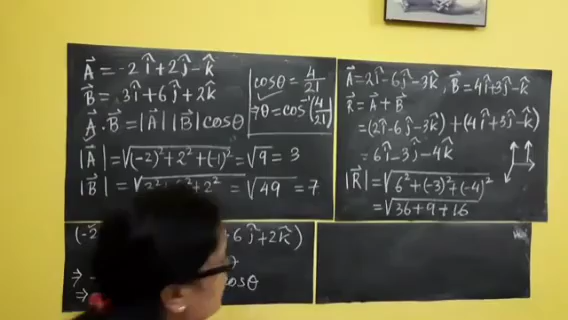 A⃗ = -2î+2ĵ-k̂
B⃗ = 3î+6ĵ+2k̂
A⃗.B⃗ = |A⃗| |B⃗| cosθ
|A⃗| = √((-2)²+2²+(-1)²) = √9 = 3
|B⃗| = 2² = √49 = 7
cosθ = 4/21
⇒θ = cos⁻¹(4/21)
(-2 6ĵ+2k̂)
⇒ -
⇒ cosθ
A⃗ = 2î-6ĵ-3k̂, B⃗ = 4î+3ĵ-k̂
R⃗ = A⃗ + B⃗
= (2î-6ĵ-3k̂) + (4î+3ĵ-k̂)
= 6î-3ĵ-4k̂
|R⃗| = √(6²+(-3)²+(-4)²)
= √(36+9+16)